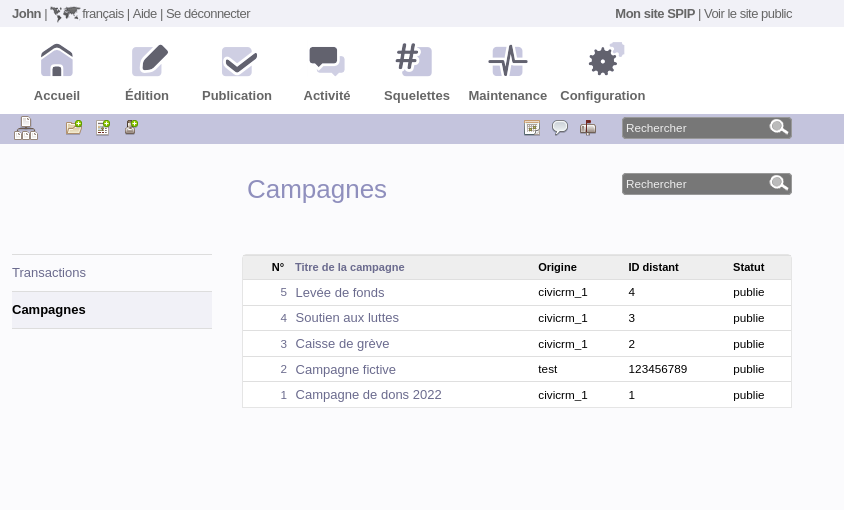 John | français | Aide | Se déconnecter Mon site SPIP | Voir le site public
Accueil Édition Publication Activité Squelettes Maintenance Configuration
Rechercher
Campagnes
Rechercher
Transactions
Campagnes
N° Titre de la campagne Origine ID distant Statut
5 Levée de fonds civicrm_1 4 publie
4 Soutien aux luttes civicrm_1 3 publie
3 Caisse de grève civicrm_1 2 publie
2 Campagne fictive test 123456789 publie
1 Campagne de dons 2022 civicrm_1 1 publie